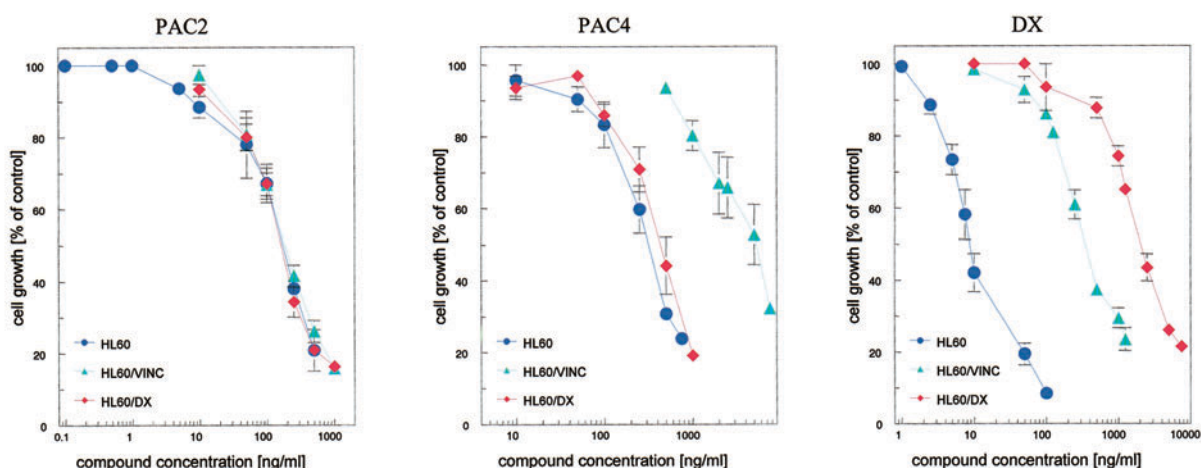 PAC2
cell growth [% of control]
100
80
60
40
20
0
HL60
HL60/VINC
HL60/DX
0.1
1
10
100
1000
compound concentration [ng/ml]
PAC4
cell growth [% of control]
100
80
60
40
20
0
HL60
HL60/VINC
HL60/DX
10
100
1000
compound concentration [ng/ml]
DX
cell growth [% of control]
100
80
60
40
20
0
HL60
HL60/VINC
HL60/DX
1
10
100
1000
10000
compound concentration [ng/ml]